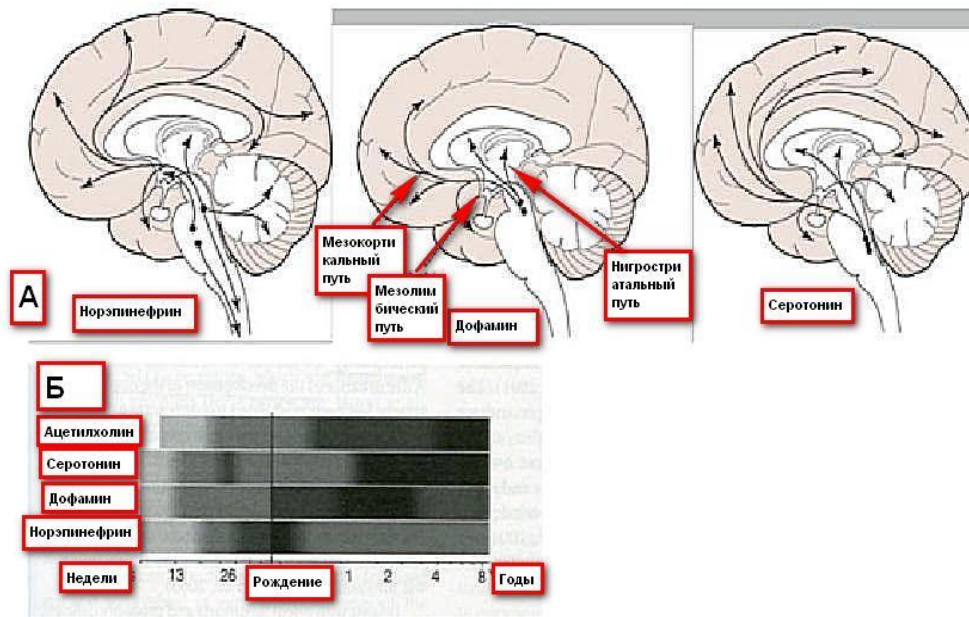 А
Норэпинефрин
Мезокорти
кальный
путь
Мезолим
бический
путь
Дофамин
Нигростри
атальный
путь
Серотонин
Б
Ацетилхолин
Серотонин
Дофамин
Норэпинефрин
Недели 13 26 Рождение 1 2 4 8 Годы